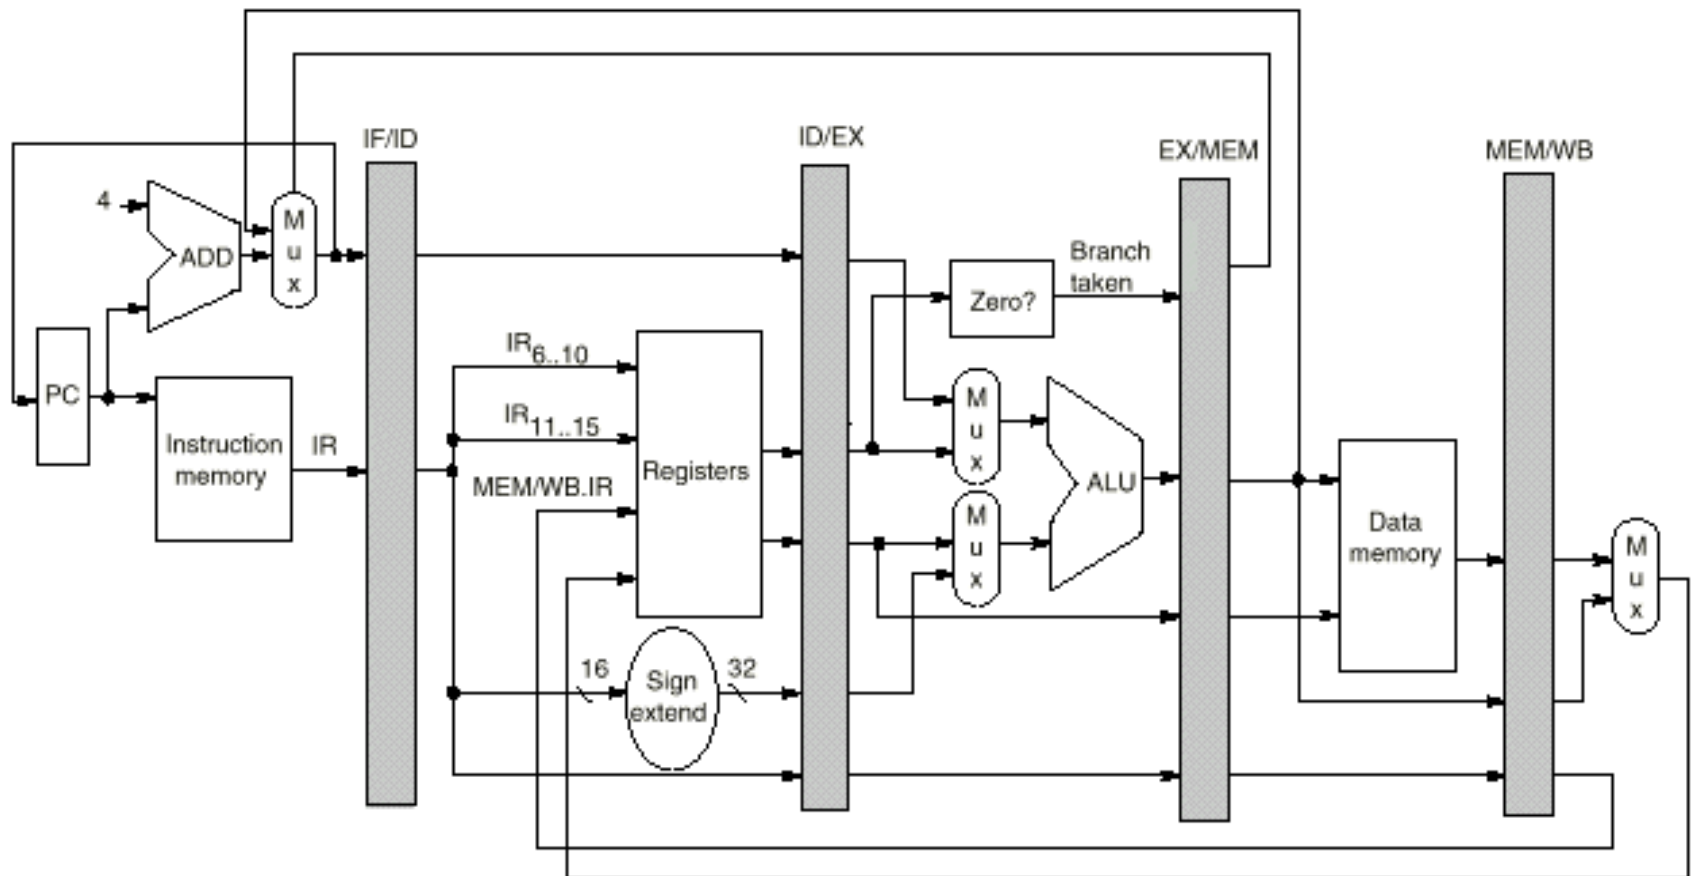 IF/ID
ID/EX
EX/MEM
MEM/WB
4
ADD
M
u
x
Branch
taken
Zero?
IR6..10
PC
Instruction
memory
IR
IR11..15
MEM/WB.IR
Registers
M
u
x
ALU
M
u
x
Data
memory
M
u
x
16
Sign
extend
32